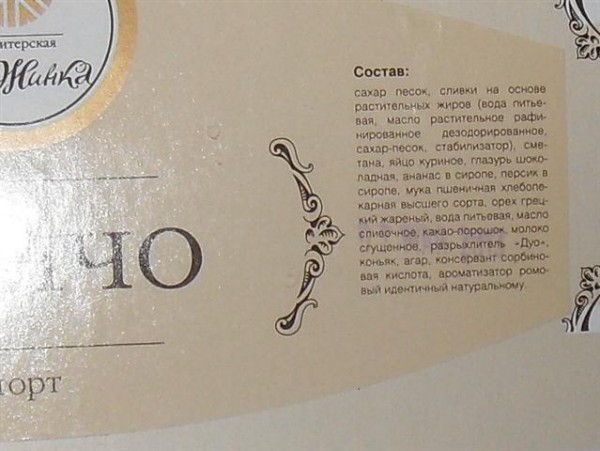 итерская
Жинка
Состав:
сахар песок, сливки на основе
растительных жиров (вода питье-
вая, масло растительное рафи-
нированное дезодорированное,
сахар-песок, стабилизатор), сме-
тана, яйцо куриное, глазурь шоко-
ладная, ананас в сиропе, персик в
сиропе, мука пшеничная хлебопе-
карная высшего сорта, орех грец-
кий жареный, вода питьевая, масло
сливочное, какао-порошок, молоко
сгущенное, разрыхлитель «Дуо»,
коньяк, агар, консервант сорбино-
вая кислота, ароматизатор ромо-
вый идентичный натуральному.
чо
торт